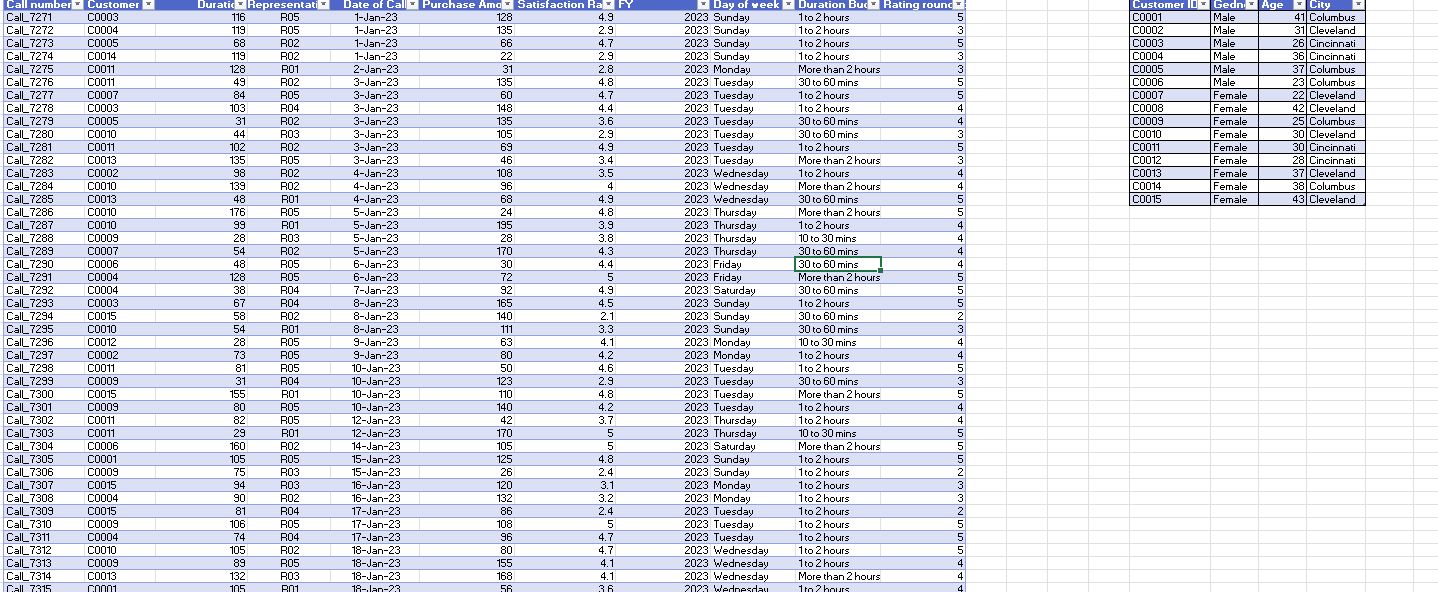 Call number Customer Duratio Representati Date of Cal Purchase Amo Satisfaction Ra FY Day of week Duration Buc Rating roun Customer ID Gedn Age City
Call_7271 C0003 116 R05 1-Jan-23 128 4.9 2023 Sunday 1 to 2 hours 5 C0001 Male 41 Columbus
Call_7272 C0004 119 R05 1-Jan-23 135 2.9 2023 Sunday 1 to 2 hours 3 C0002 Male 31 Cleveland
Call_7273 C0005 68 R02 1-Jan-23 66 4.7 2023 Sunday 1 to 2 hours 5 C0003 Male 26 Cincinnati
Call_7274 C0014 119 R02 1-Jan-23 22 2.9 2023 Sunday 1 to 2 hours 3 C0004 Male 36 Cincinnati
Call_7275 C0011 128 R01 2-Jan-23 31 2.8 2023 Monday More than 2 hours 3 C0005 Male 37 Columbus
Call_7276 C0011 49 R02 3-Jan-23 135 4.8 2023 Tuesday 30 to 60 mins 5 C0006 Male 23 Columbus
Call_7277 C0007 84 R05 3-Jan-23 60 4.7 2023 Tuesday 1 to 2 hours 5 C0007 Female 22 Cleveland
Call_7278 C0003 103 R04 3-Jan-23 148 4.4 2023 Tuesday 1 to 2 hours 4 C0008 Female 42 Cleveland
Call_7279 C0005 31 R02 3-Jan-23 135 3.6 2023 Tuesday 30 to 60 mins 4 C0009 Female 25 Columbus
Call_7280 C0010 44 R03 3-Jan-23 105 2.9 2023 Tuesday 30 to 60 mins 3 C0010 Female 30 Cleveland
Call_7281 C0011 102 R02 3-Jan-23 69 4.9 2023 Tuesday 1 to 2 hours 5 C0011 Female 30 Cincinnati
Call_7282 C0013 135 R05 3-Jan-23 46 3.4 2023 Tuesday More than 2 hours 3 C0012 Female 28 Cincinnati
Call_7283 C0002 98 R02 4-Jan-23 108 3.5 2023 Wednesday 1 to 2 hours 4 C0013 Female 37 Cleveland
Call_7284 C0010 139 R02 4-Jan-23 96 4 2023 Wednesday More than 2 hours 4 C0014 Female 38 Columbus
Call_7285 C0013 48 R01 4-Jan-23 68 4.9 2023 Wednesday 30 to 60 mins 5 C0015 Female 43 Cleveland
Call_7286 C0010 176 R05 5-Jan-23 24 4.8 2023 Thursday More than 2 hours 5
Call_7287 C0010 99 R01 5-Jan-23 195 3.9 2023 Thursday 1 to 2 hours 4
Call_7288 C0009 28 R03 5-Jan-23 28 3.8 2023 Thursday 10 to 30 mins 4
Call_7289 C0007 54 R02 5-Jan-23 170 4.3 2023 Thursday 30 to 60 mins 4
Call_7290 C0006 48 R05 6-Jan-23 30 4.4 2023 Friday 30 to 60 mins 4
Call_7291 C0004 128 R05 6-Jan-23 72 5 2023 Friday More than 2 hours 5
Call_7292 C0004 38 R04 7-Jan-23 92 4.9 2023 Saturday 30 to 60 mins 5
Call_7293 C0003 67 R04 8-Jan-23 165 4.5 2023 Sunday 1 to 2 hours 5
Call_7294 C0015 58 R02 8-Jan-23 140 2.1 2023 Sunday 30 to 60 mins 2
Call_7295 C0010 54 R01 8-Jan-23 111 3.3 2023 Sunday 30 to 60 mins 3
Call_7296 C0012 28 R05 9-Jan-23 63 4.1 2023 Monday 10 to 30 mins 4
Call_7297 C0002 73 R05 9-Jan-23 80 4.2 2023 Monday 1 to 2 hours 4
Call_7298 C0011 81 R05 10-Jan-23 50 4.6 2023 Tuesday 1 to 2 hours 5
Call_7299 C0009 31 R04 10-Jan-23 123 2.9 2023 Tuesday 30 to 60 mins 3
Call_7300 C0015 155 R01 10-Jan-23 110 4.8 2023 Tuesday More than 2 hours 5
Call_7301 C0009 80 R05 10-Jan-23 140 4.2 2023 Tuesday 1 to 2 hours 4
Call_7302 C0011 82 R05 12-Jan-23 42 3.7 2023 Thursday 1 to 2 hours 4
Call_7303 C0011 29 R01 12-Jan-23 170 5 2023 Thursday 10 to 30 mins 5
Call_7304 C0006 160 R02 14-Jan-23 105 5 2023 Saturday More than 2 hours 5
Call_7305 C0001 105 R05 15-Jan-23 125 4.8 2023 Sunday 1 to 2 hours 5
Call_7306 C0009 75 R03 15-Jan-23 26 2.4 2023 Sunday 1 to 2 hours 2
Call_7307 C0015 94 R03 16-Jan-23 120 3.1 2023 Monday 1 to 2 hours 3
Call_7308 C0004 90 R02 16-Jan-23 132 3.2 2023 Monday 1 to 2 hours 3
Call_7309 C0015 81 R04 17-Jan-23 86 2.4 2023 Tuesday 1 to 2 hours 2
Call_7310 C0009 106 R05 17-Jan-23 108 5 2023 Tuesday 1 to 2 hours 5
Call_7311 C0004 74 R04 17-Jan-23 96 4.7 2023 Tuesday 1 to 2 hours 5
Call_7312 C0010 105 R02 18-Jan-23 80 4.7 2023 Wednesday 1 to 2 hours 5
Call_7313 C0009 89 R05 18-Jan-23 155 4.1 2023 Wednesday 1 to 2 hours 4
Call_7314 C0013 132 R03 18-Jan-23 168 4.1 2023 Wednesday More than 2 hours 4
Call_7315 C0001 105 R01 18-Jan-23 56 3.6 2023 Wednesday 1 to 2 hours 4